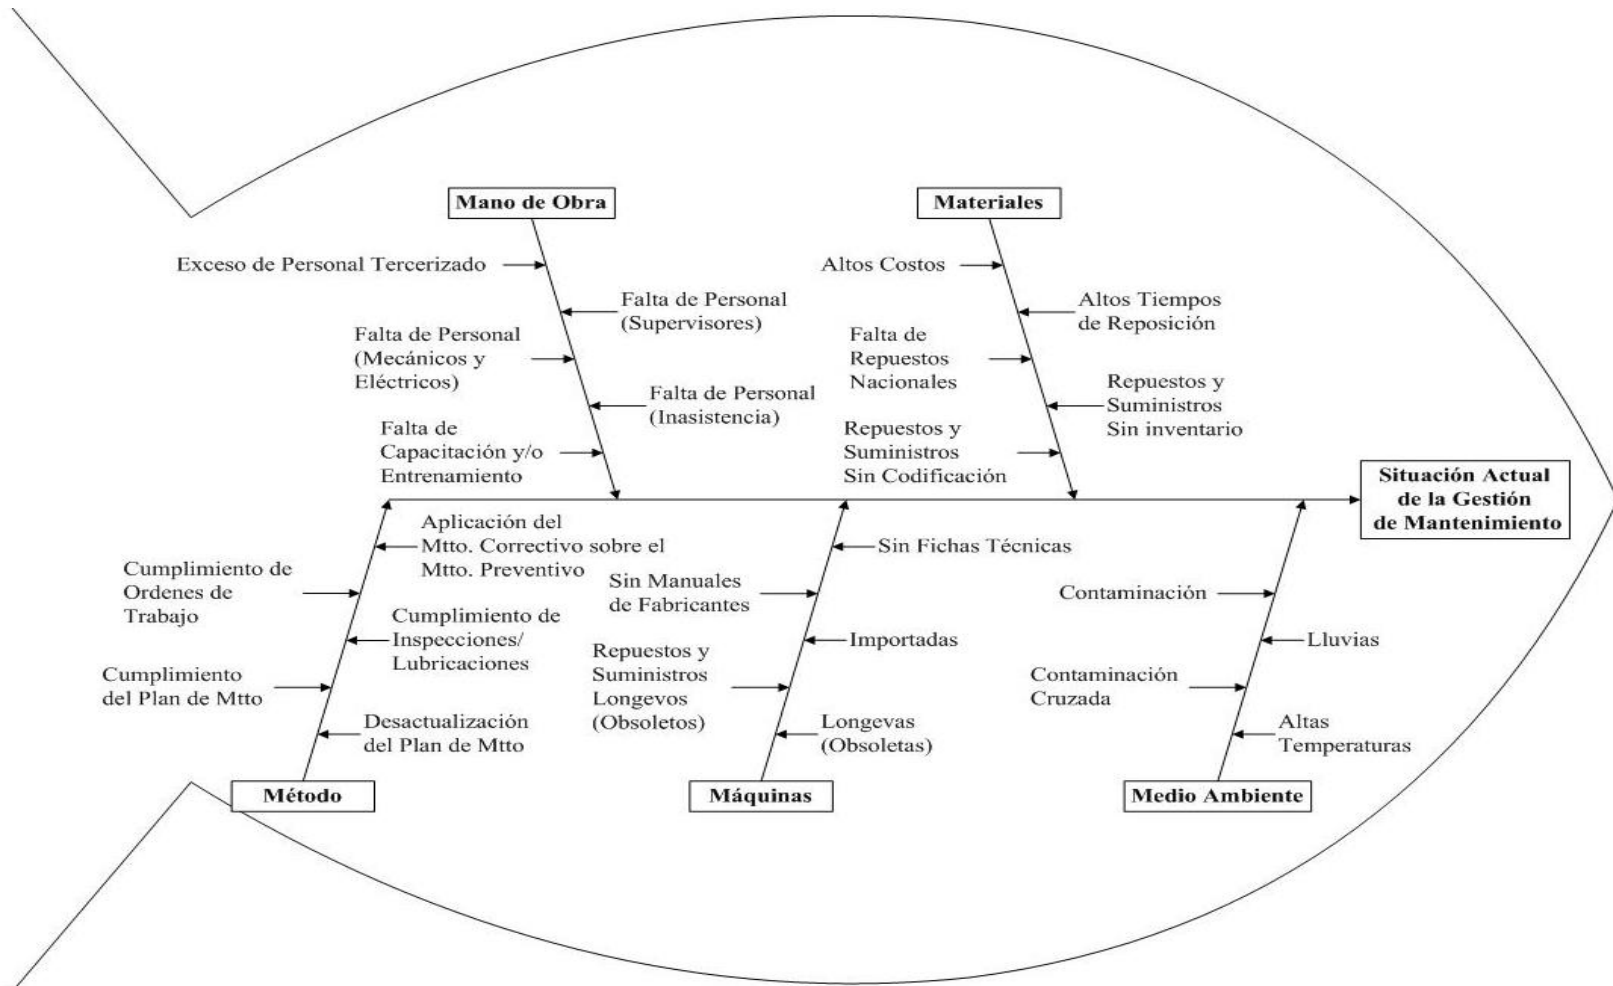 Mano de Obra
Materiales
Exceso de Personal Tercerizado
Falta de Personal
(Supervisores)
Falta de Personal
(Mecánicos y
Eléctricos)
Falta de Personal
(Inasistencia)
Falta de
Capacitación y/o
Entrenamiento
Altos Costos
Altos Tiempos
de Reposición
Falta de
Repuestos
Nacionales
Repuestos y
Suministros
Sin inventario
Repuestos y
Suministros
Sin Codificación
Situación Actual
de la Gestión
de Mantenimiento
Aplicación del
Mtto. Correctivo sobre el
Mtto. Preventivo
Cumplimiento de
Ordenes de
Trabajo
Cumplimiento de
Inspecciones/
Lubricaciones
Cumplimiento
del Plan de Mtto
Desactualización
del Plan de Mtto
Sin Fichas Técnicas
Sin Manuales
de Fabricantes
Importadas
Repuestos y
Suministros
Longevos
(Obsoletos)
Longevas
(Obsoletas)
Contaminación
Lluvias
Contaminación
Cruzada
Altas
Temperaturas
Método
Máquinas
Medio Ambiente